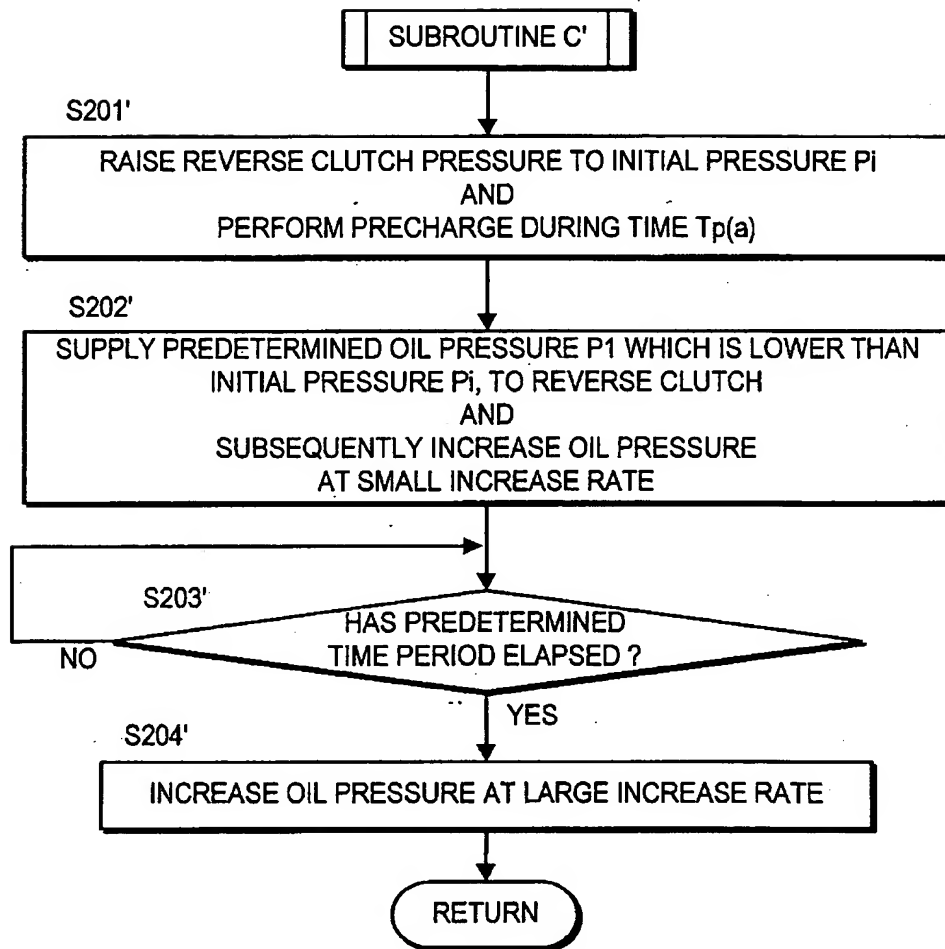 SUBROUTINE C'
S201'
RAISE REVERSE CLUTCH PRESSURE TO INITIAL PRESSURE Pi
AND
PERFORM PRECHARGE DURING TIME Tp(a)
S202'
SUPPLY PREDETERMINED OIL PRESSURE P1 WHICH IS LOWER THAN
INITIAL PRESSURE Pi, TO REVERSE CLUTCH
AND
SUBSEQUENTLY INCREASE OIL PRESSURE
AT SMALL INCREASE RATE
S203'
HAS PREDETERMINED
TIME PERIOD ELAPSED ?
NO
YES
S204'
INCREASE OIL PRESSURE AT LARGE INCREASE RATE
RETURN